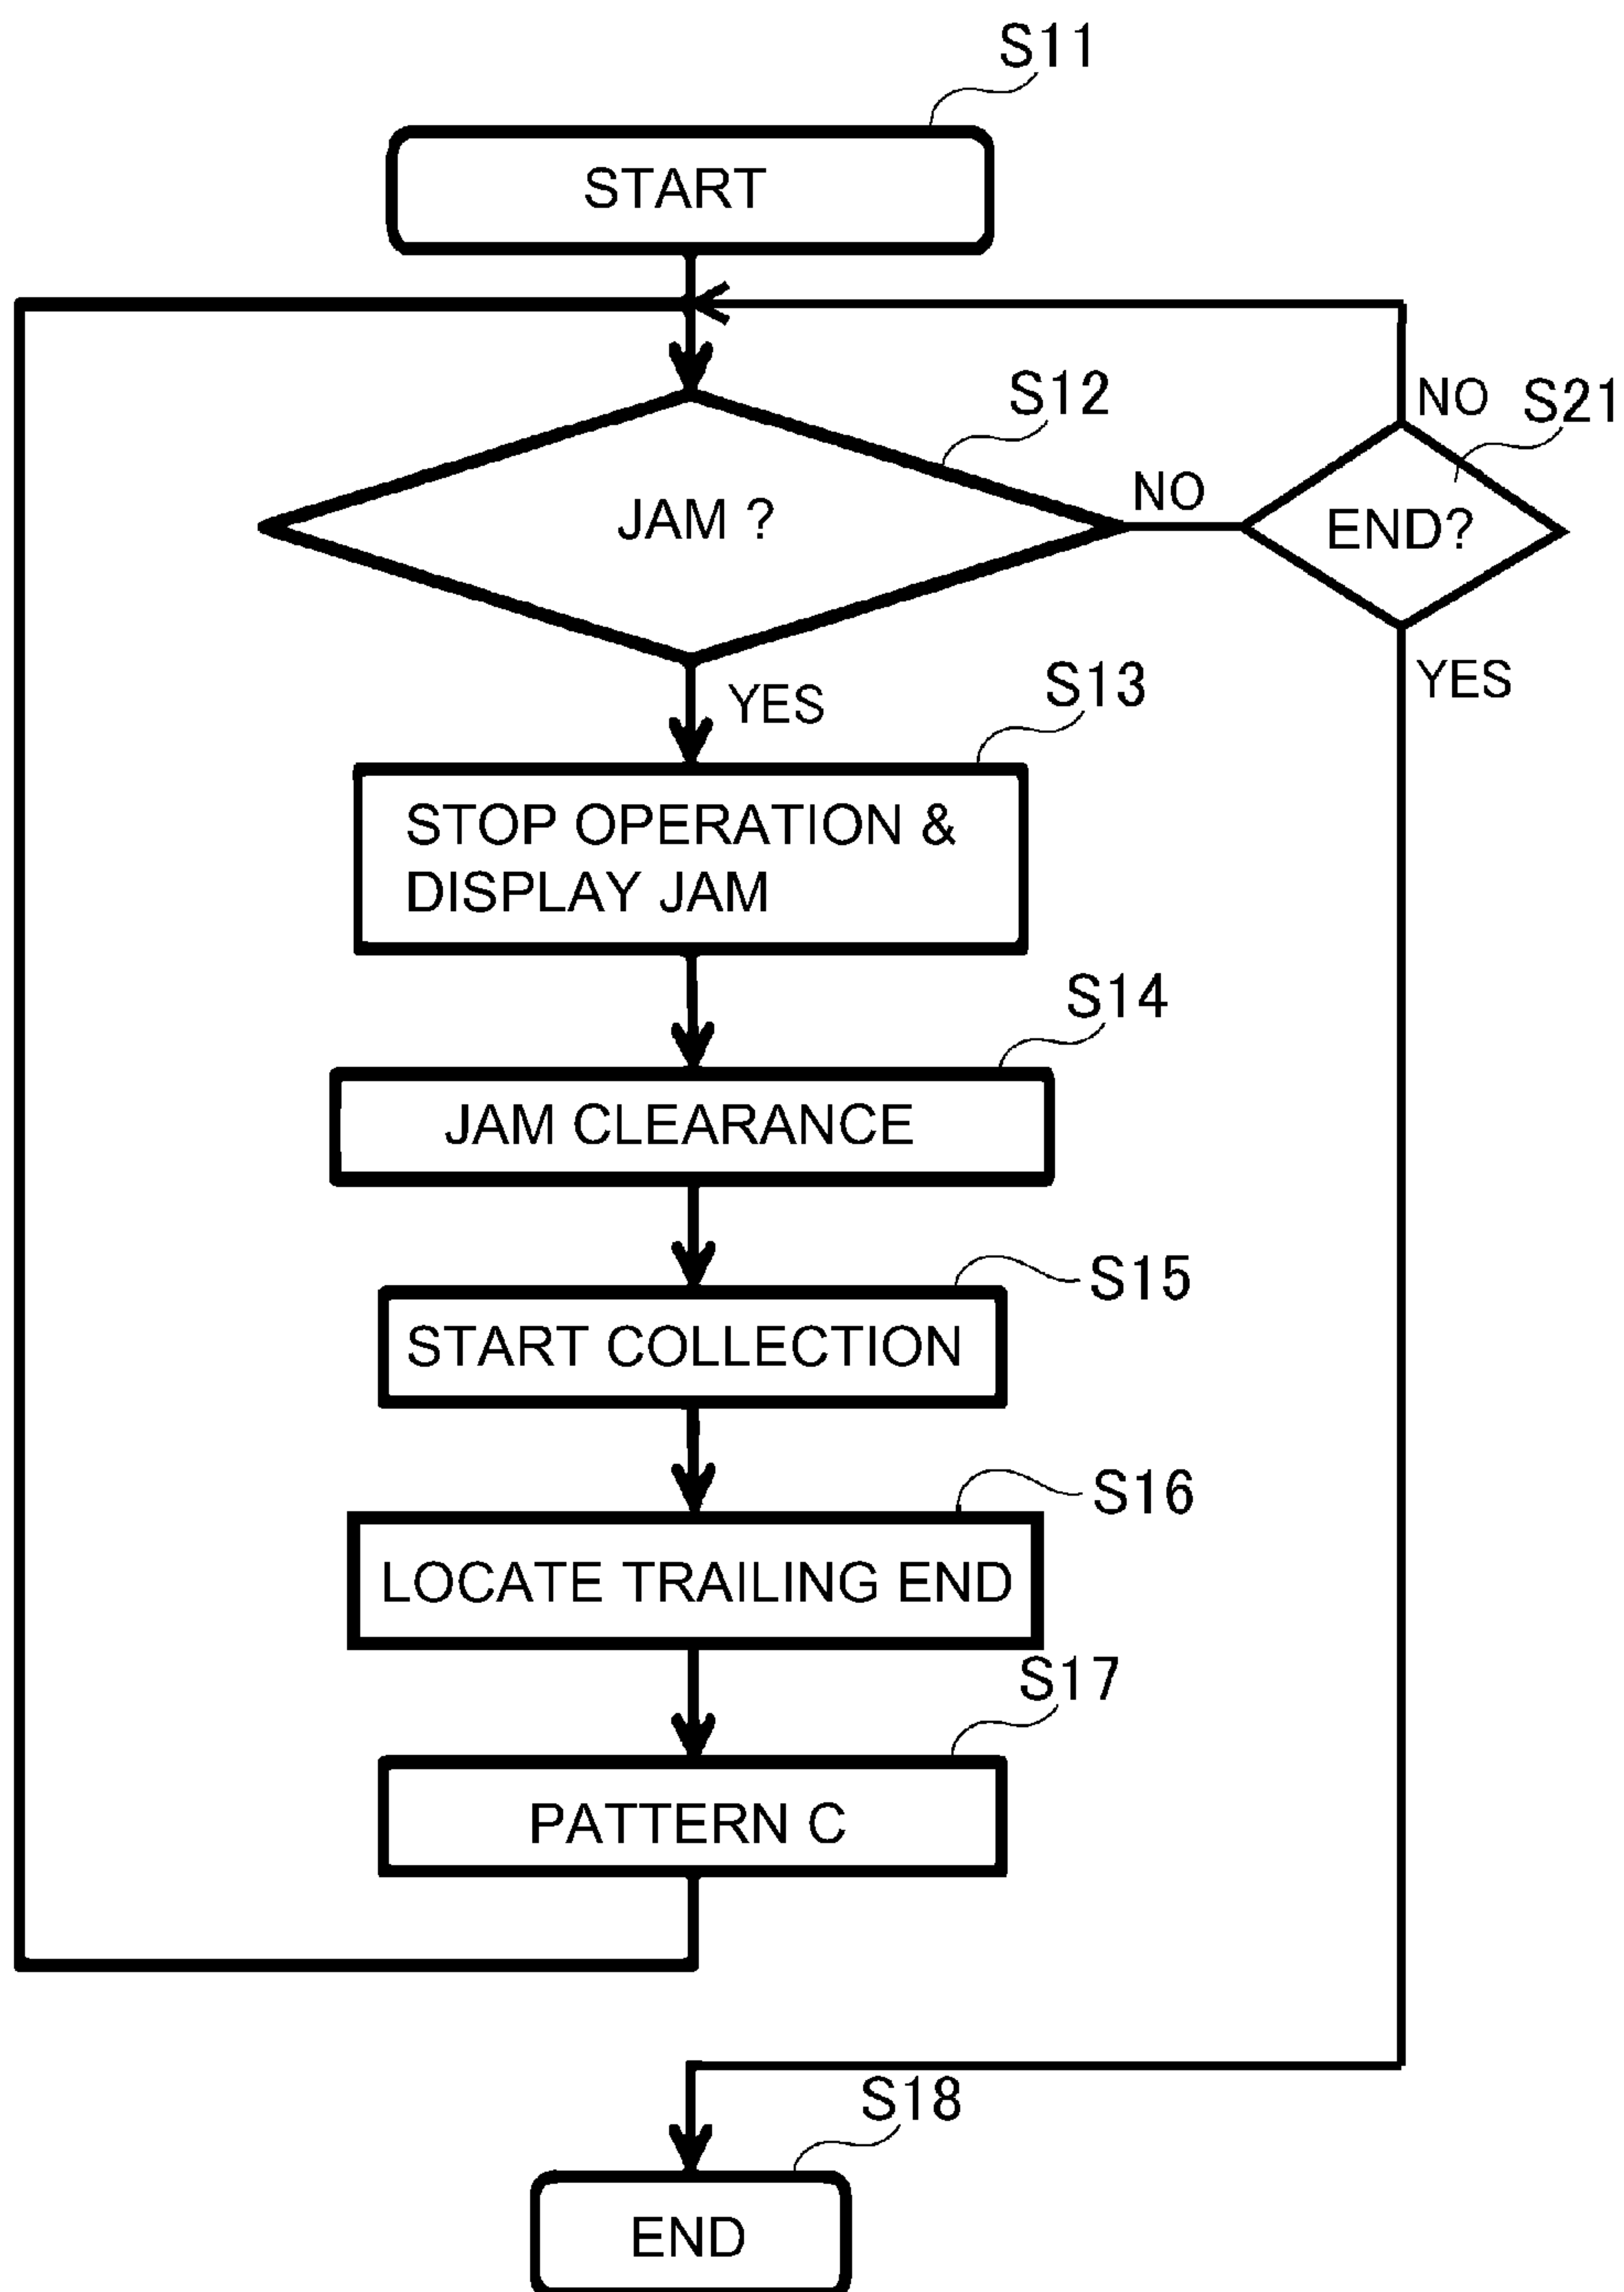 S11
START
S12
JAM ?
NO
NO
S21
END?
YES
YES
S13
STOP OPERATION &
DISPLAY JAM
S14
JAM CLEARANCE
S15
START COLLECTION
S16
LOCATE TRAILING END
S17
PATTERN C
S18
END